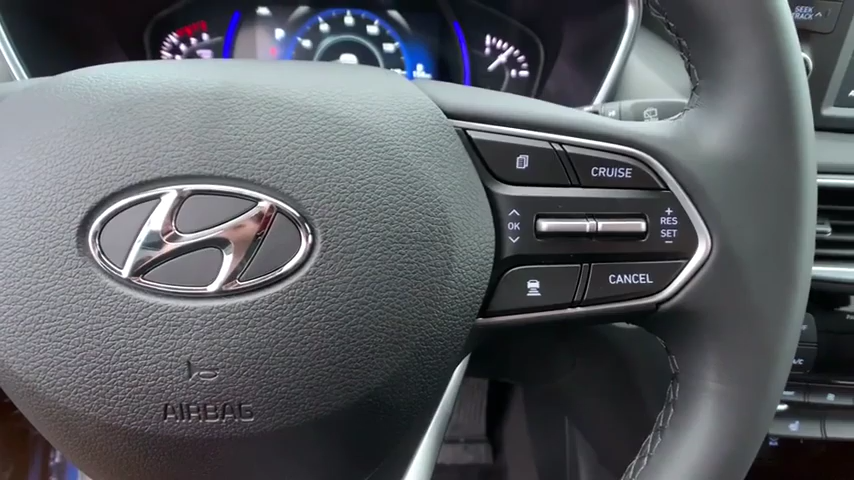 SEEK
TRACK
CRUISE
+
RES
OK
SET
-
CANCEL
AIRBAG